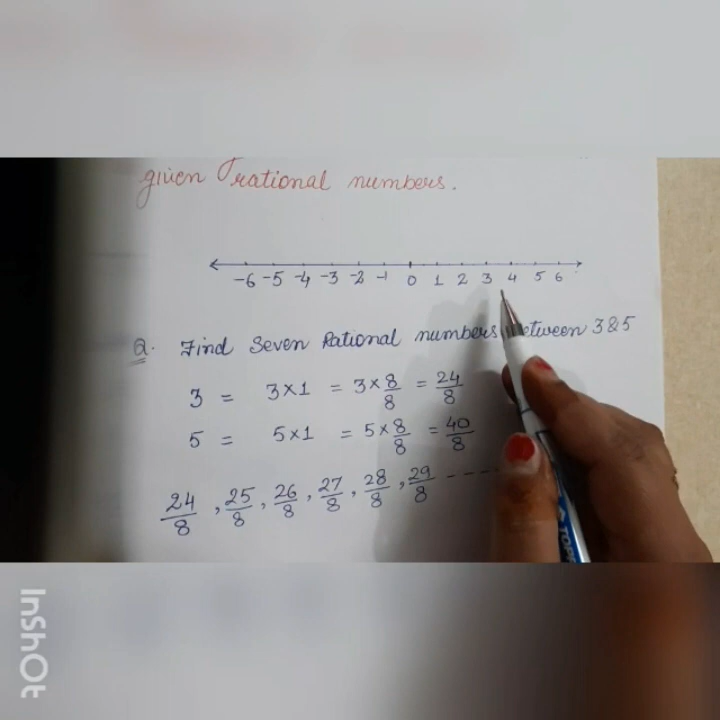 given rational numbers.
-6 -5 -4 -3 -2 -1 0 1 2 3 4 5 6
Q. Find Seven Rational numbers between 3&5
3 = 3×1 = 3×8/8 = 24/8
5 = 5×1 = 5×8/8 = 40/8
24/8, 25/8, 26/8, 27/8, 28/8, 29/8 ----
InShOt